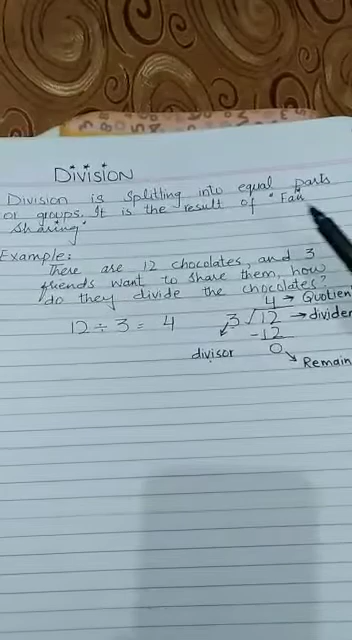 Division
Division is splitting into equal parts
or groups. It is the result of "Fair
sharing"
Example:
There are 12 chocolates, and 3
friends want to share them, how
do they divide the chocolates?
12 ÷ 3 = 4
4 → Quotien
3 / 12 → dividen
-12
0
divisor
Remain